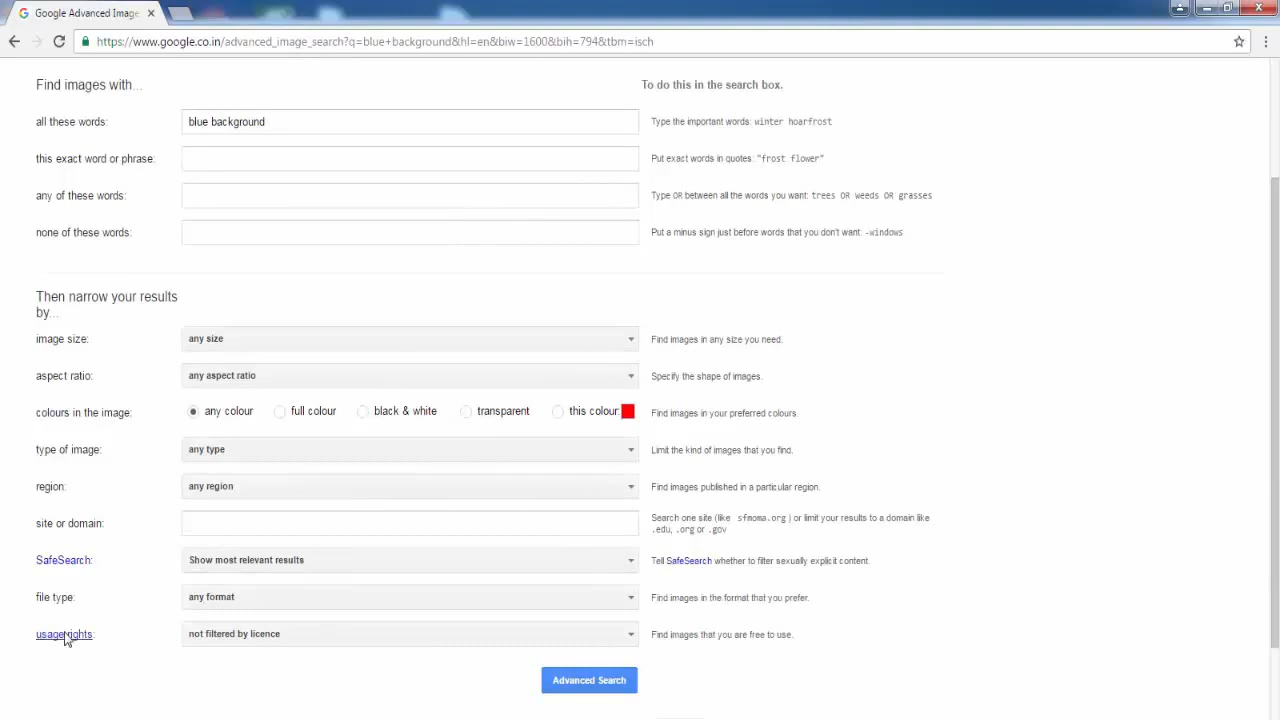 Google Advanced Image
https://www.google.co.in/advanced_image_search?q=blue+background&hl=en&biw=1600&bih=794&tbm=isch
Find images with...
To do this in the search box.
all these words:
blue background
Type the important words: winter hoarfrost
this exact word or phrase:
Put exact words in quotes: "frost flower"
any of these words:
Type OR between all the words you want: trees OR weeds OR grasses
none of these words:
Put a minus sign just before words that you don't want: -windows
Then narrow your results
by...
image size:
any size
Find images in any size you need.
aspect ratio:
any aspect ratio
Specify the shape of images.
colours in the image:
any colour
full colour
black & white
transparent
this colour:
Find images in your preferred colours.
type of image:
any type
Limit the kind of images that you find.
region:
any region
Find images published in a particular region.
site or domain:
Search one site (like sfmoma.org ) or limit your results to a domain like
.edu, .org or .gov
SafeSearch:
Show most relevant results
Tell SafeSearch whether to filter sexually explicit content.
file type:
any format
Find images in the format that you prefer.
usage rights:
not filtered by licence
Find images that you are free to use.
Advanced Search